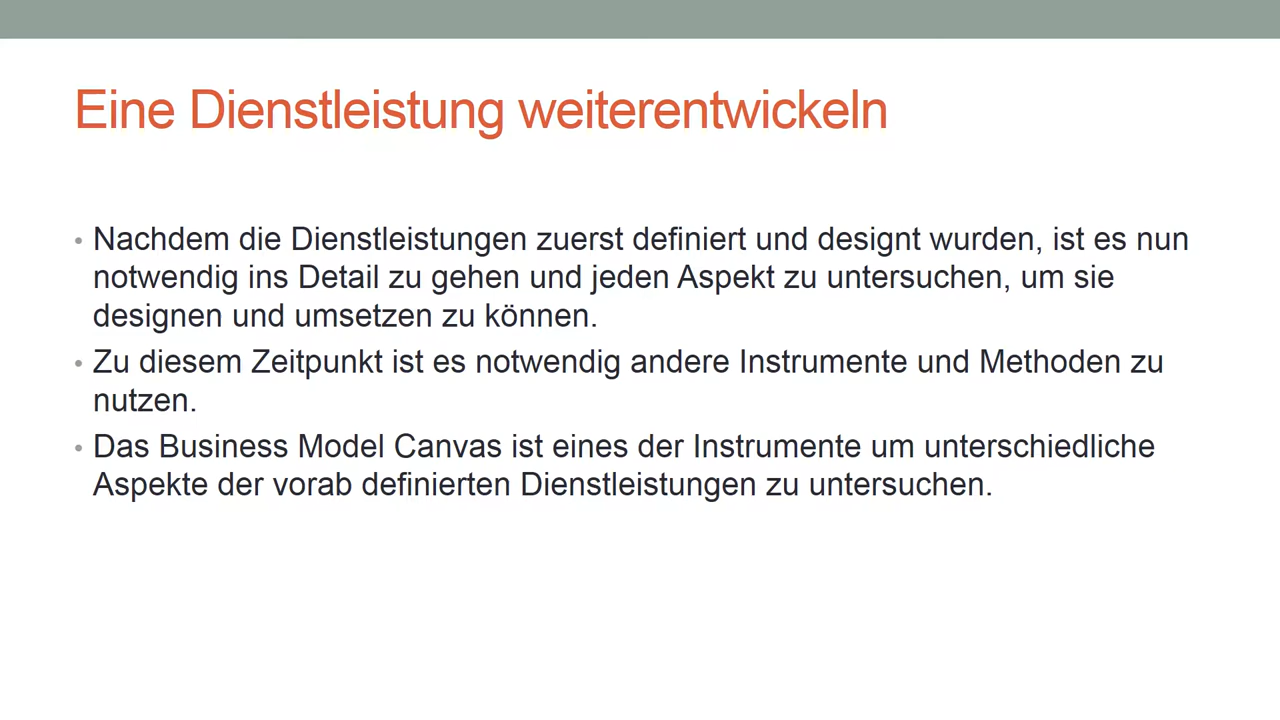 Eine Dienstleistung weiterentwickeln
• Nachdem die Dienstleistungen zuerst definiert und designt wurden, ist es nun
notwendig ins Detail zu gehen und jeden Aspekt zu untersuchen, um sie
designen und umsetzen zu können.
• Zu diesem Zeitpunkt ist es notwendig andere Instrumente und Methoden zu
nutzen.
• Das Business Model Canvas ist eines der Instrumente um unterschiedliche
Aspekte der vorab definierten Dienstleistungen zu untersuchen.